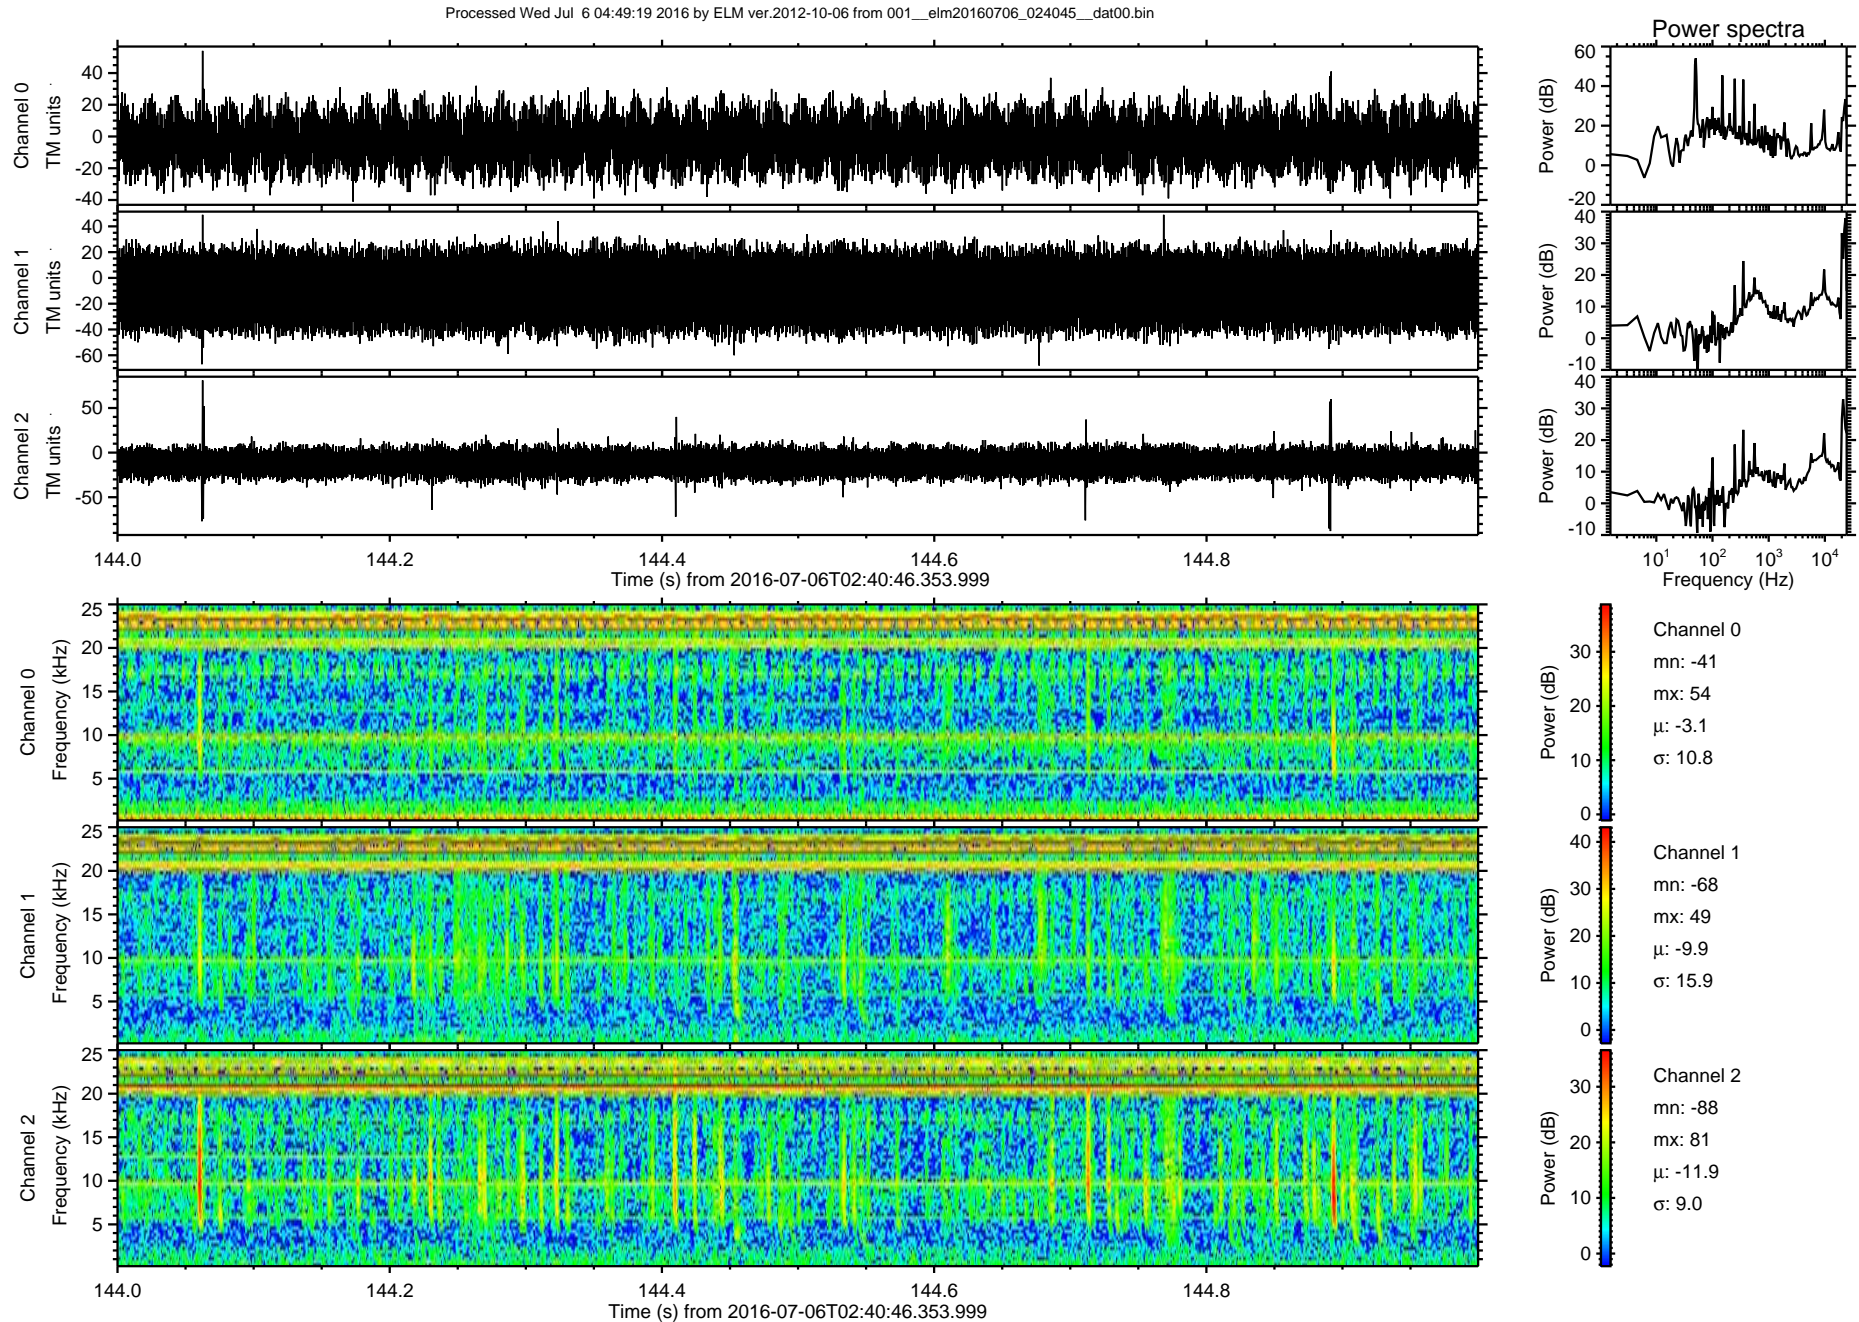 Processed Wed Jul  6 04:49:19 2016 by ELM ver.2012-10-06 from 001__elm20160706_024045__dat00.bin
Power spectra
Channel 0
TM units
40
20
0
-20
-40
Power (dB)
60
40
20
0
-20
Channel 1
TM units
40
20
0
-20
-40
-60
Power (dB)
40
30
20
10
0
-10
Channel 2
TM units
50
0
-50
Power (dB)
40
30
20
10
0
-10
144.0 144.2 144.4 144.6 144.8
Time (s) from 2016-07-06T02:40:46.353.999
10¹ 10² 10³ 10⁴
Frequency (Hz)
Channel 0
Frequency (kHz)
25
20
15
10
5
Power (dB)
30
20
10
0
Channel 0
mn: -41
mx: 54
μ: -3.1
σ: 10.8
Channel 1
Frequency (kHz)
25
20
15
10
5
Power (dB)
40
30
20
10
0
Channel 1
mn: -68
mx: 49
μ: -9.9
σ: 15.9
Channel 2
Frequency (kHz)
25
20
15
10
5
Power (dB)
30
20
10
0
Channel 2
mn: -88
mx: 81
μ: -11.9
σ: 9.0
144.0 144.2 144.4 144.6 144.8
Time (s) from 2016-07-06T02:40:46.353.999